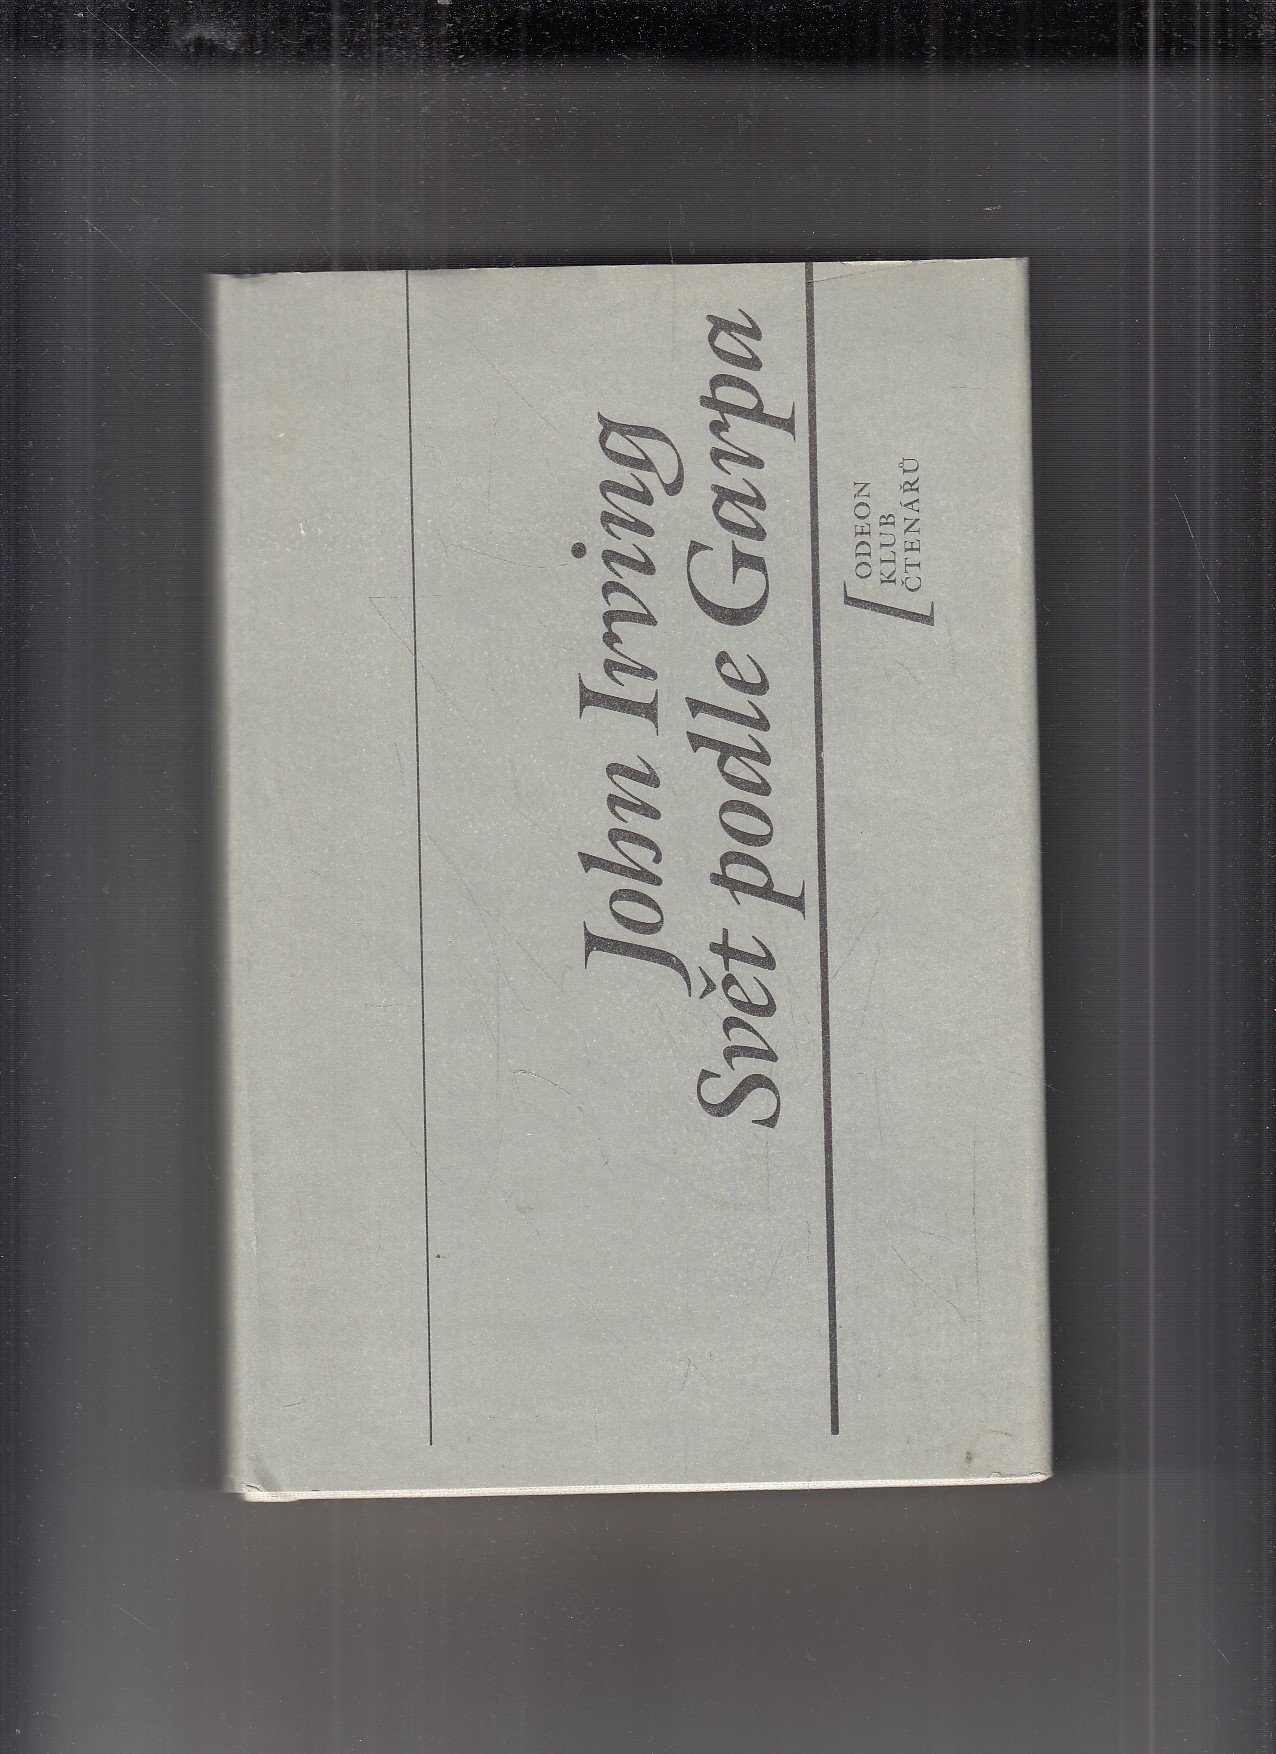 John Irving
Svět podle Garpa
ODEON
KLUB
ČTENÁŘŮ